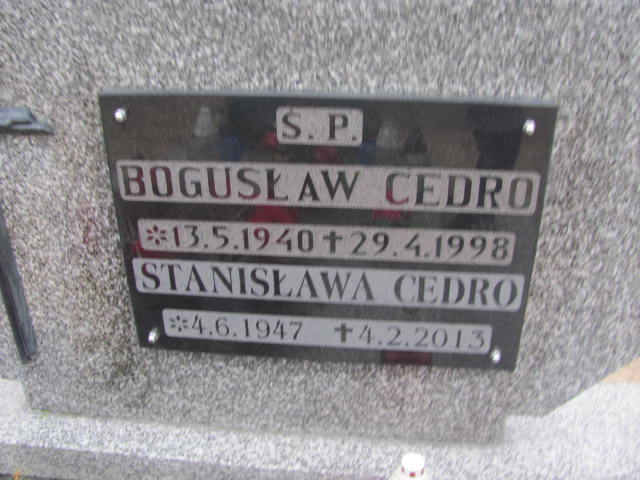 Ś. P.
BOGUSŁAW CEDRO
*13.5.1940 ✝ 29.4.1998
STANISŁAWA CEDRO
*4.6.1947 ✝ 4.2.2013